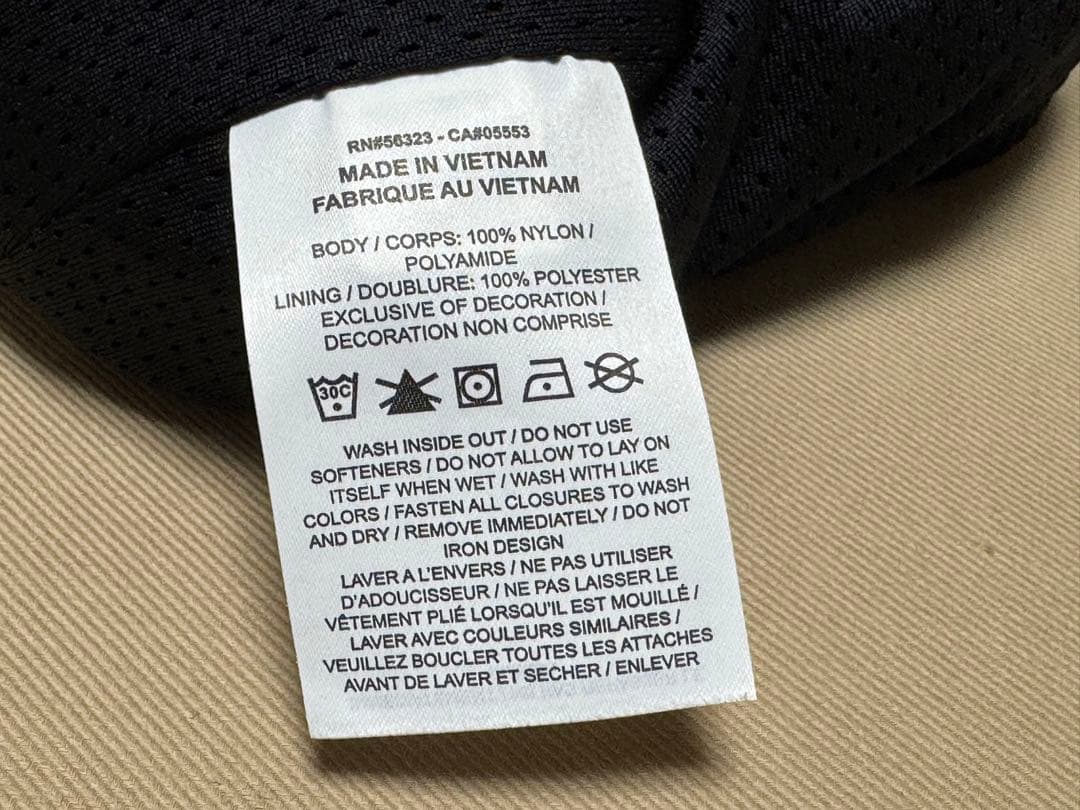 RN#56323 - CA#05553
MADE IN VIETNAM
FABRIQUE AU VIETNAM
BODY / CORPS: 100% NYLON /
POLYAMIDE
LINING / DOUBLURE: 100% POLYESTER
EXCLUSIVE OF DECORATION /
DECORATION NON COMPRISE
30C
WASH INSIDE OUT / DO NOT USE
SOFTENERS / DO NOT ALLOW TO LAY ON
ITSELF WHEN WET / WASH WITH LIKE
COLORS / FASTEN ALL CLOSURES TO WASH
AND DRY / REMOVE IMMEDIATELY / DO NOT
IRON DESIGN
LAVER A L'ENVERS / NE PAS UTILISER
D'ADOUCISSEUR / NE PAS LAISSER LE
VÊTEMENT PLIÉ LORSQU'IL EST MOUILLÉ /
LAVER AVEC COULEURS SIMILAIRES /
VEUILLEZ BOUCLER TOUTES LES ATTACHES
AVANT DE LAVER ET SECHER / ENLEVER